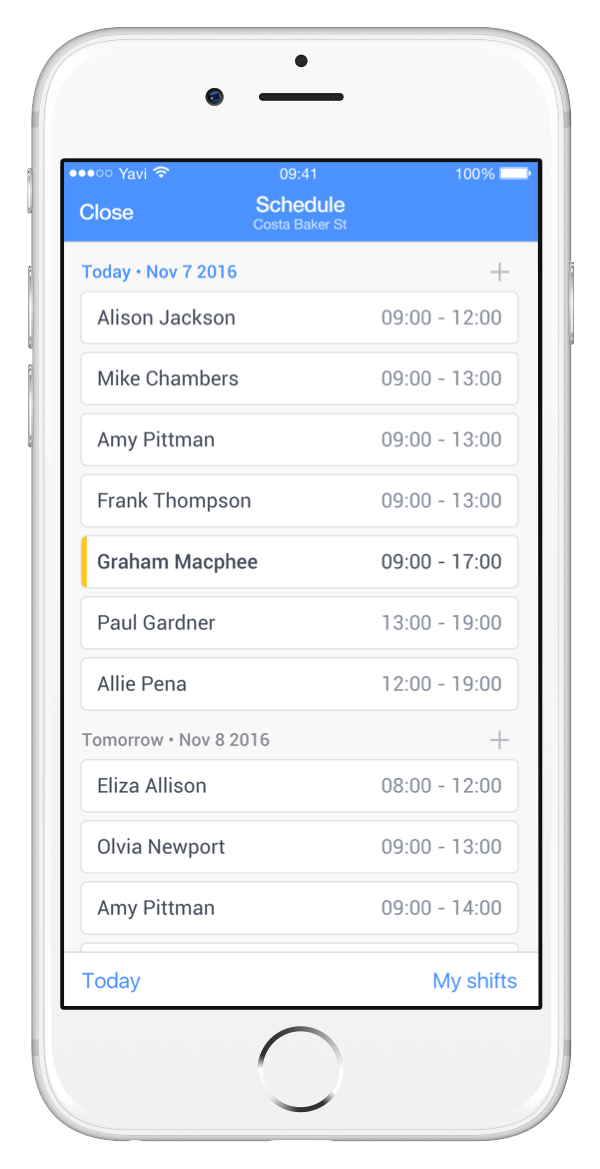 Yavi 09:41 100%
Close Schedule
Costa Baker St
Today • Nov 7 2016 +
Alison Jackson 09:00 - 12:00
Mike Chambers 09:00 - 13:00
Amy Pittman 09:00 - 13:00
Frank Thompson 09:00 - 13:00
Graham Macphee 09:00 - 17:00
Paul Gardner 13:00 - 19:00
Allie Pena 12:00 - 19:00
Tomorrow • Nov 8 2016 +
Eliza Allison 08:00 - 12:00
Olvia Newport 09:00 - 13:00
Amy Pittman 09:00 - 14:00
Today My shifts